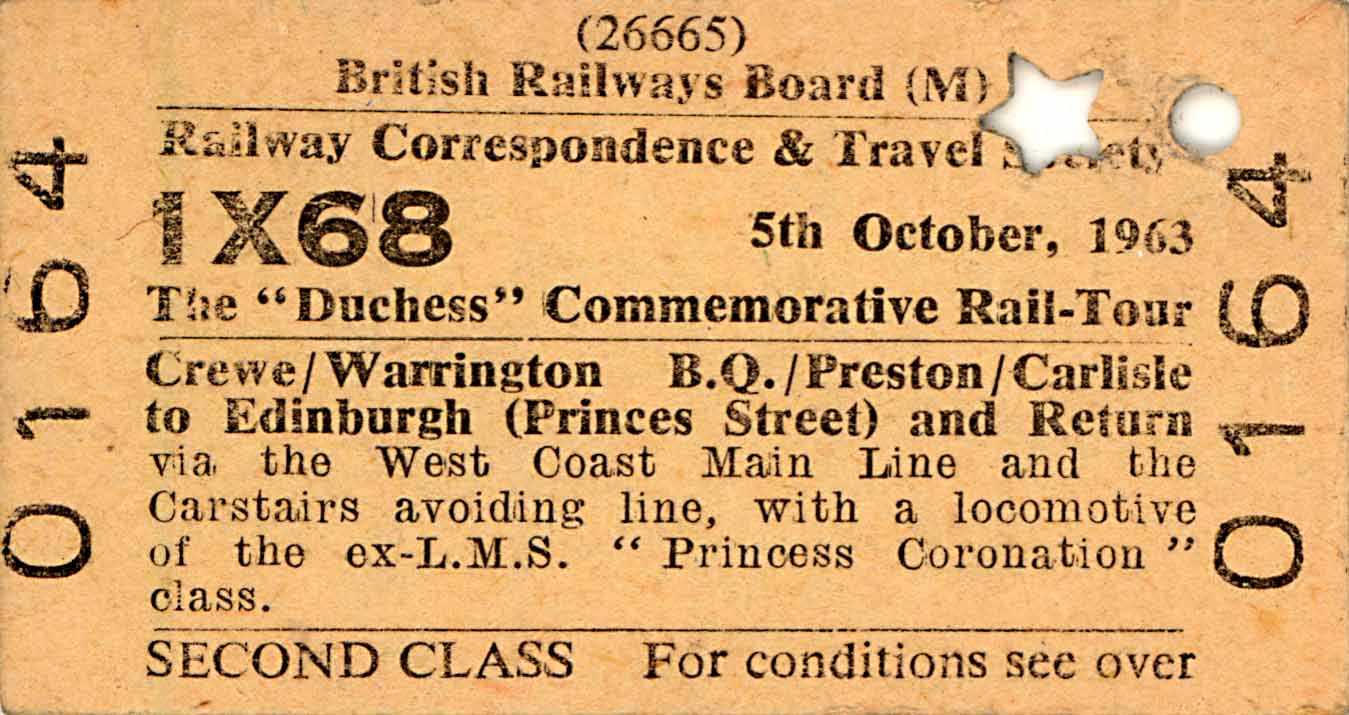 (26665)
British Railways Board (M)
Railway Correspondence & Travel Society
1X68 5th October, 1963
The “Duchess” Commemorative Rail-Tour
Crewe/Warrington B.Q./Preston/Carlisle
to Edinburgh (Princes Street) and Return
via the West Coast Main Line and the
Carstairs avoiding line, with a locomotive
of the ex-L.M.S. “ Princess Coronation ”
class.
SECOND CLASS For conditions see over
0164
0164